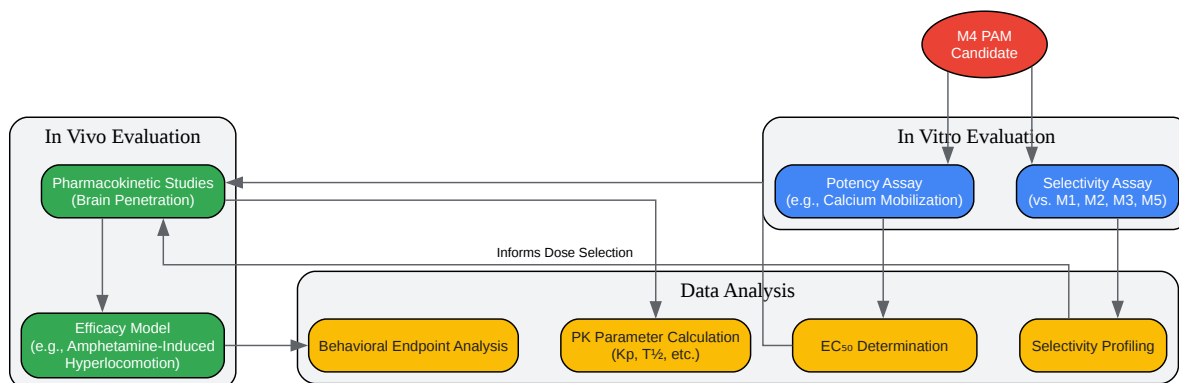 M4 PAM
Candidate
In Vivo Evaluation
In Vitro Evaluation
Pharmacokinetic Studies
(Brain Penetration)
Potency Assay
(e.g., Calcium Mobilization)
Selectivity Assay
(vs. M1, M2, M3, M5)
Informs Dose Selection
Data Analysis
Efficacy Model
(e.g., Amphetamine-Induced
Hyperlocomotion)
Behavioral Endpoint Analysis
PK Parameter Calculation
(Kp, T½, etc.)
EC₅₀ Determination
Selectivity Profiling